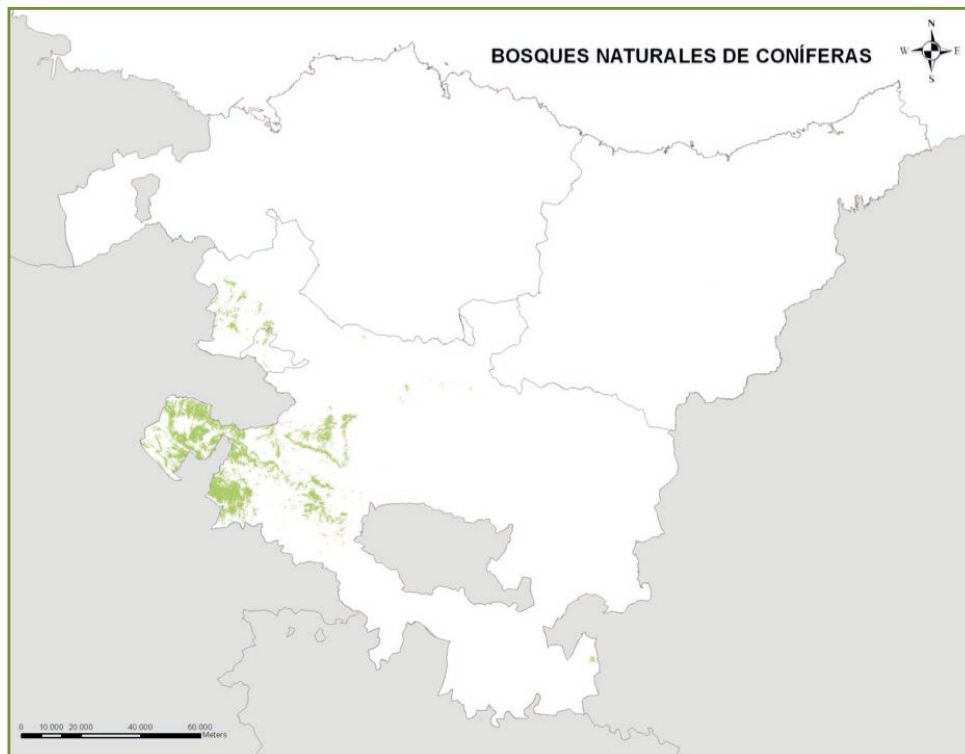 N
BOSQUES NATURALES DE CONÍFERAS
W E
S
0 10.000 20.000 40.000 60.000
Meters